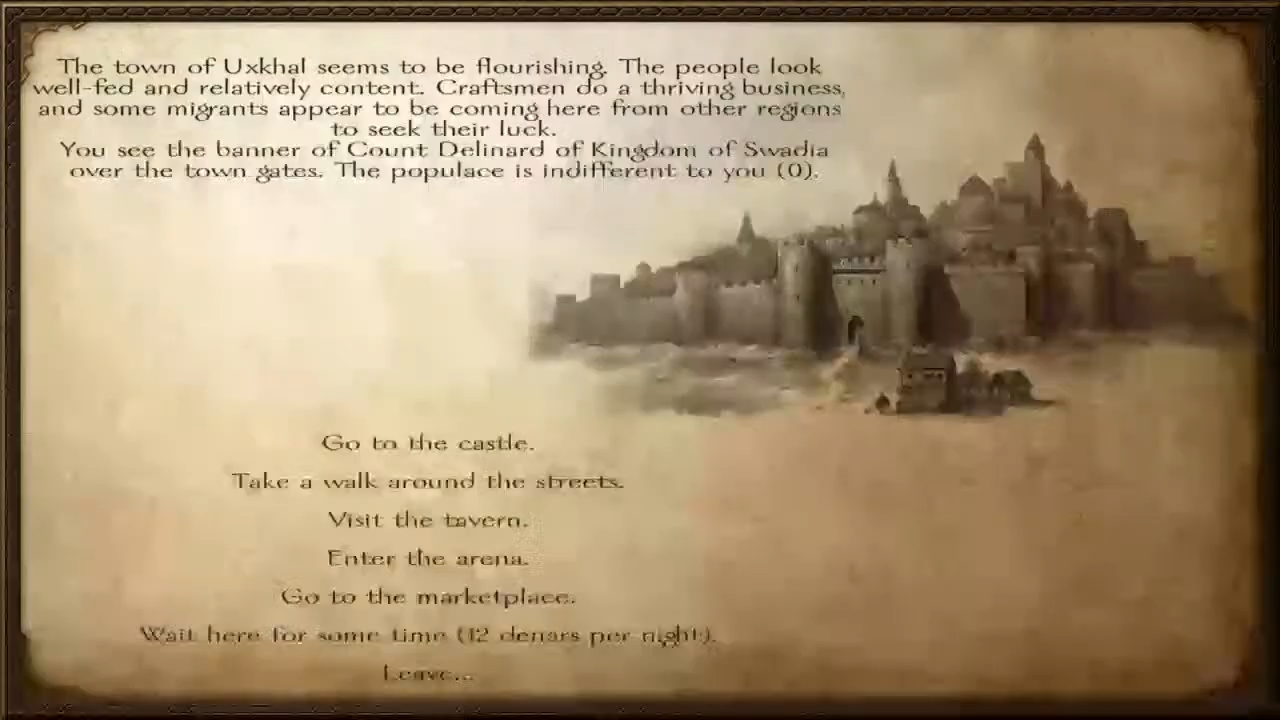 The town of Uxkhal seems to be flourishing. The people look
well-fed and relatively content. Craftsmen do a thriving business,
and some migrants appear to be coming here from other regions
to seek their luck.
You see the banner of Count Delinard of Kingdom of Swadia
over the town gates. The populace is indifferent to you (0).
Go to the castle.
Take a walk around the streets.
Visit the tavern.
Enter the arena.
Go to the marketplace.
Wait here for some time (12 denars per night).
Leave...